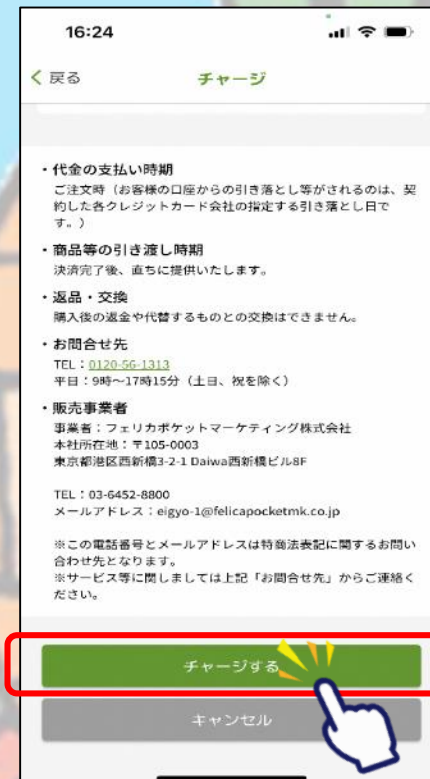 16:24
戻る
チャージ
・代金の支払い時期
ご注文時（お客様の口座からの引き落とし等がされるのは、契
約した各クレジットカード会社の指定する引き落とし日で
す。）
・商品等の引き渡し時期
決済完了後、直ちに提供いたします。
・返品・交換
購入後の返金や代替するものとの交換はできません。
・お問合せ先
TEL：0120-56-1313
平日：9時～17時15分（土日、祝を除く）
・販売事業者
事業者：フェリカポケットマーケティング株式会社
本社所在地：〒105-0003
東京都港区西新橋3-2-1 Daiwa西新橋ビル8F
TEL：03-6452-8800
メールアドレス：eigyo-1@felicapocketmk.co.jp
※この電話番号とメールアドレスは特商法表記に関するお問い
合わせ先となります。
※サービス等に関しましては上記「お問合せ先」からご連絡く
ださい。
チャージする
キャンセル